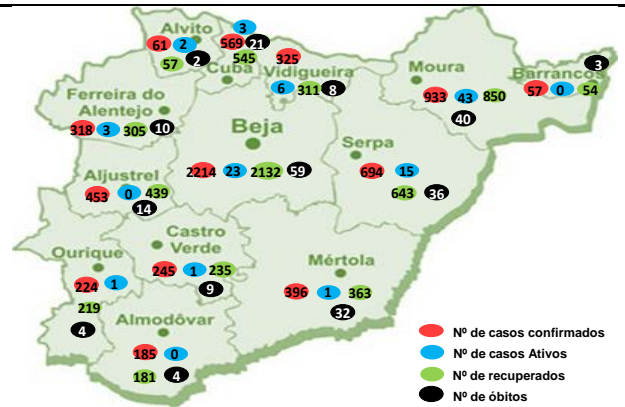 Alvito
3
61 2
569 21
57 2
545
325
Cuba
Vidigueira
6 311 8
Moura
933 43 850
40
3
Barrancos
57 0 54
Ferreira do
Alentejo
318 3 305 10
Beja
2214 23 2132 59
Serpa
694 15
643 36
Aljustrel
453 0 439
14
Castro
Verde
245 1 235
9
Ourique
224 1
219
4
Mértola
396 1 363
32
Almodôvar
185 0
181 4
Nº de casos confirmados
Nº de casos Ativos
Nº de recuperados
Nº de óbitos